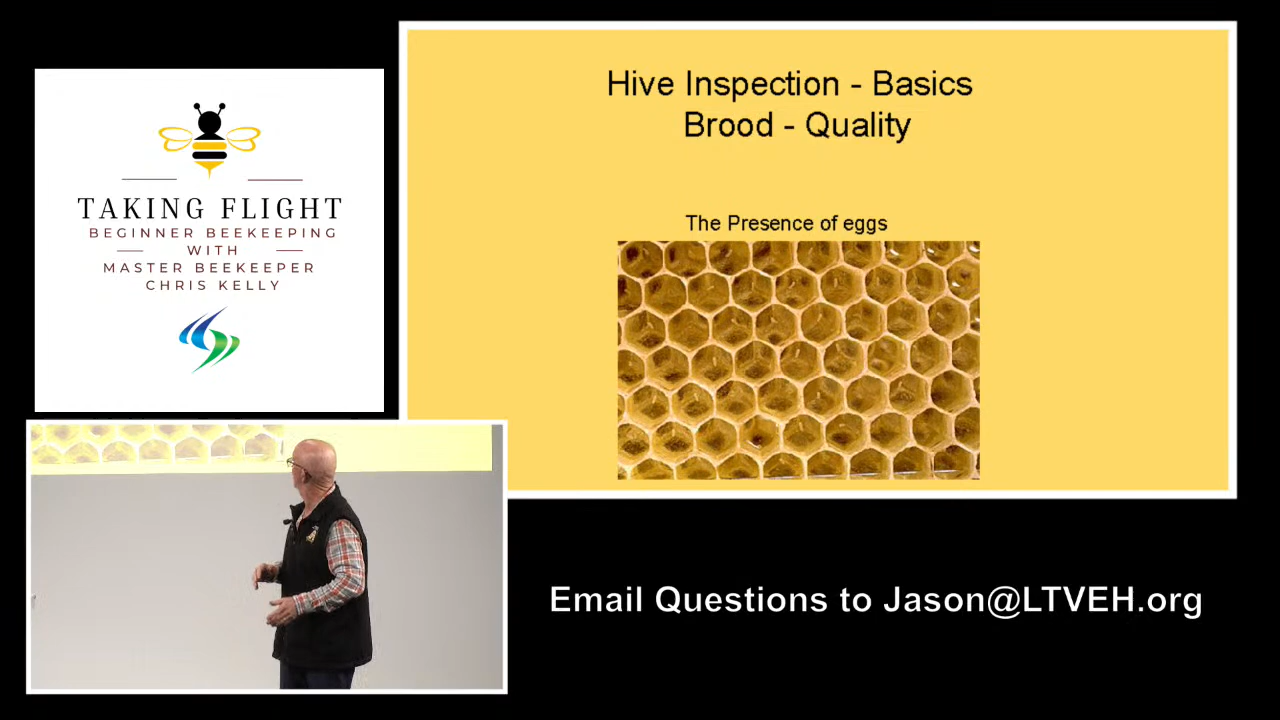 TAKING FLIGHT
BEGINNER BEEKEEPING
WITH
MASTER BEEKEEPER
CHRIS KELLY
Hive Inspection - Basics
Brood - Quality
The Presence of eggs
Email Questions to Jason@LTVEH.org